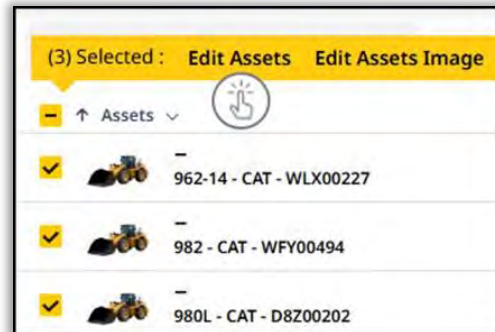 (3) Selected : Edit Assets Edit Assets Image
Assets
–
962-14 - CAT - WLX00227
–
982 - CAT - WFY00494
–
980L - CAT - D8Z00202